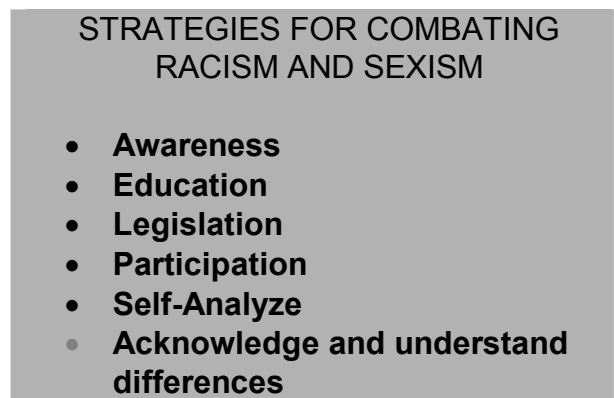 STRATEGIES FOR COMBATING
RACISM AND SEXISM
• Awareness
• Education
• Legislation
• Participation
• Self-Analyze
• Acknowledge and understand
differences